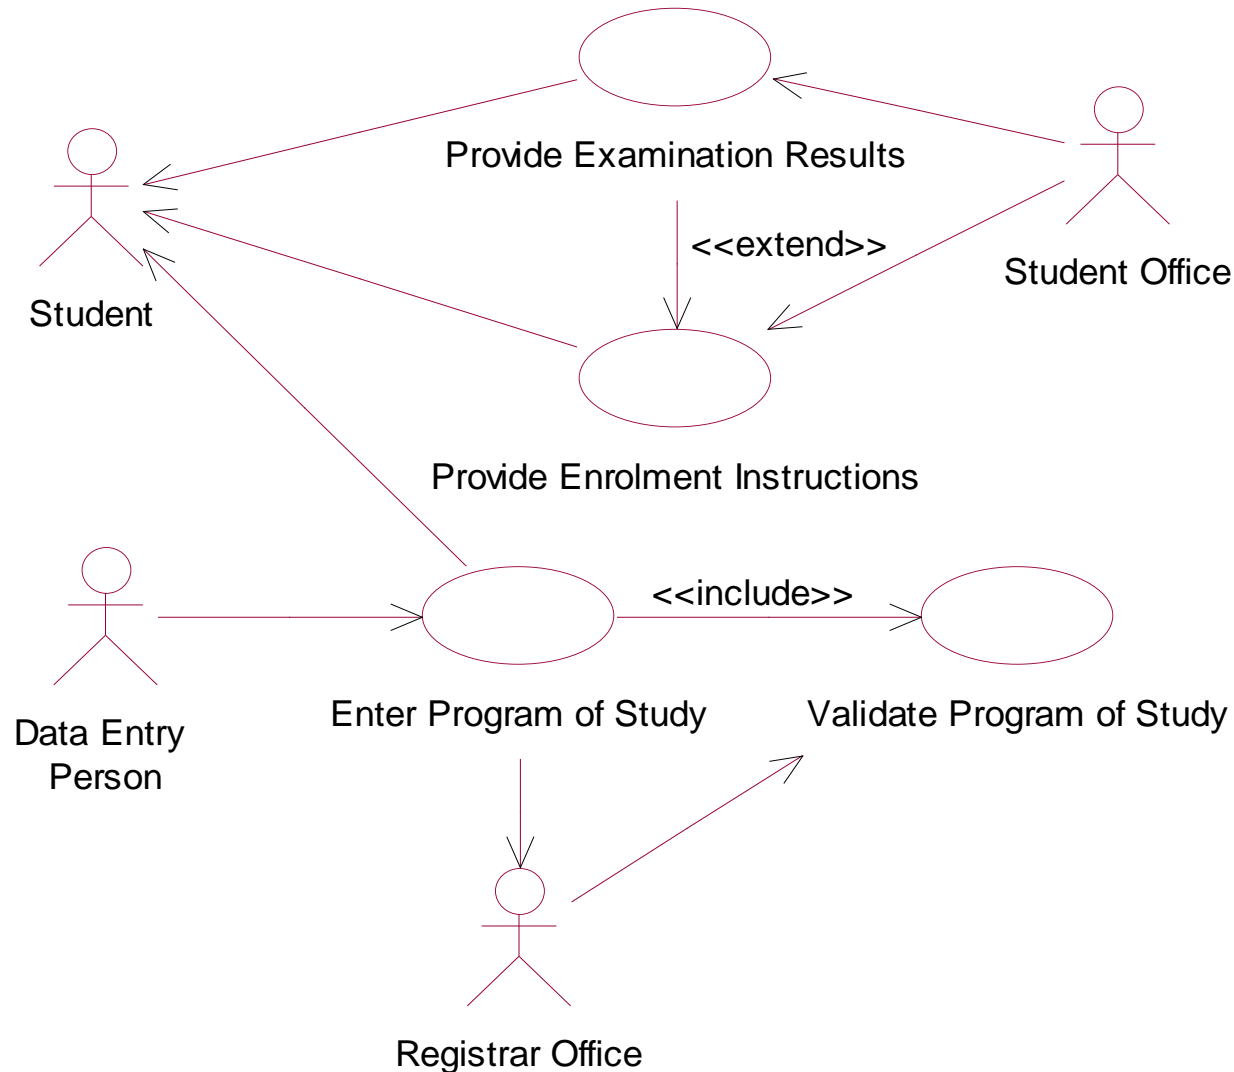 Provide Examination Results
<<extend>>
Student Office
Student
Provide Enrolment Instructions
<<include>>
Enter Program of Study
Validate Program of Study
Data Entry
Person
Registrar Office